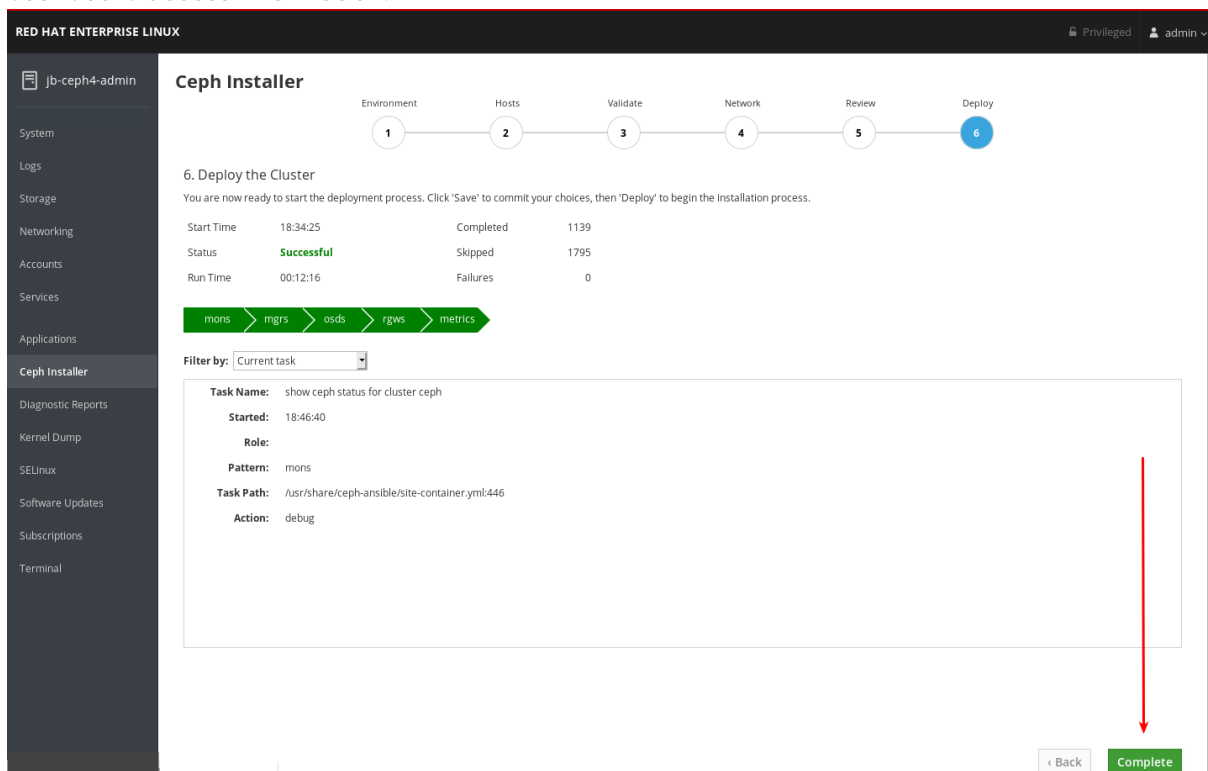 RED HAT ENTERPRISE LINUX
Privileged admin
jb-ceph4-admin
System
Logs
Storage
Networking
Accounts
Services
Applications
Ceph Installer
Diagnostic Reports
Kernel Dump
SELinux
Software Updates
Subscriptions
Terminal
Ceph Installer
Environment Hosts Validate Network Review Deploy
1 2 3 4 5 6
6. Deploy the Cluster
You are now ready to start the deployment process. Click 'Save' to commit your choices, then 'Deploy' to begin the installation process.
Start Time 18:34:25 Completed 1139
Status Successful Skipped 1795
Run Time 00:12:16 Failures 0
mons mgrs osds rgws metrics
Filter by: Current task
Task Name: show ceph status for cluster ceph
Started: 18:46:40
Role:
Pattern: mons
Task Path: /usr/share/ceph-ansible/site-container.yml:446
Action: debug
‹ Back Complete